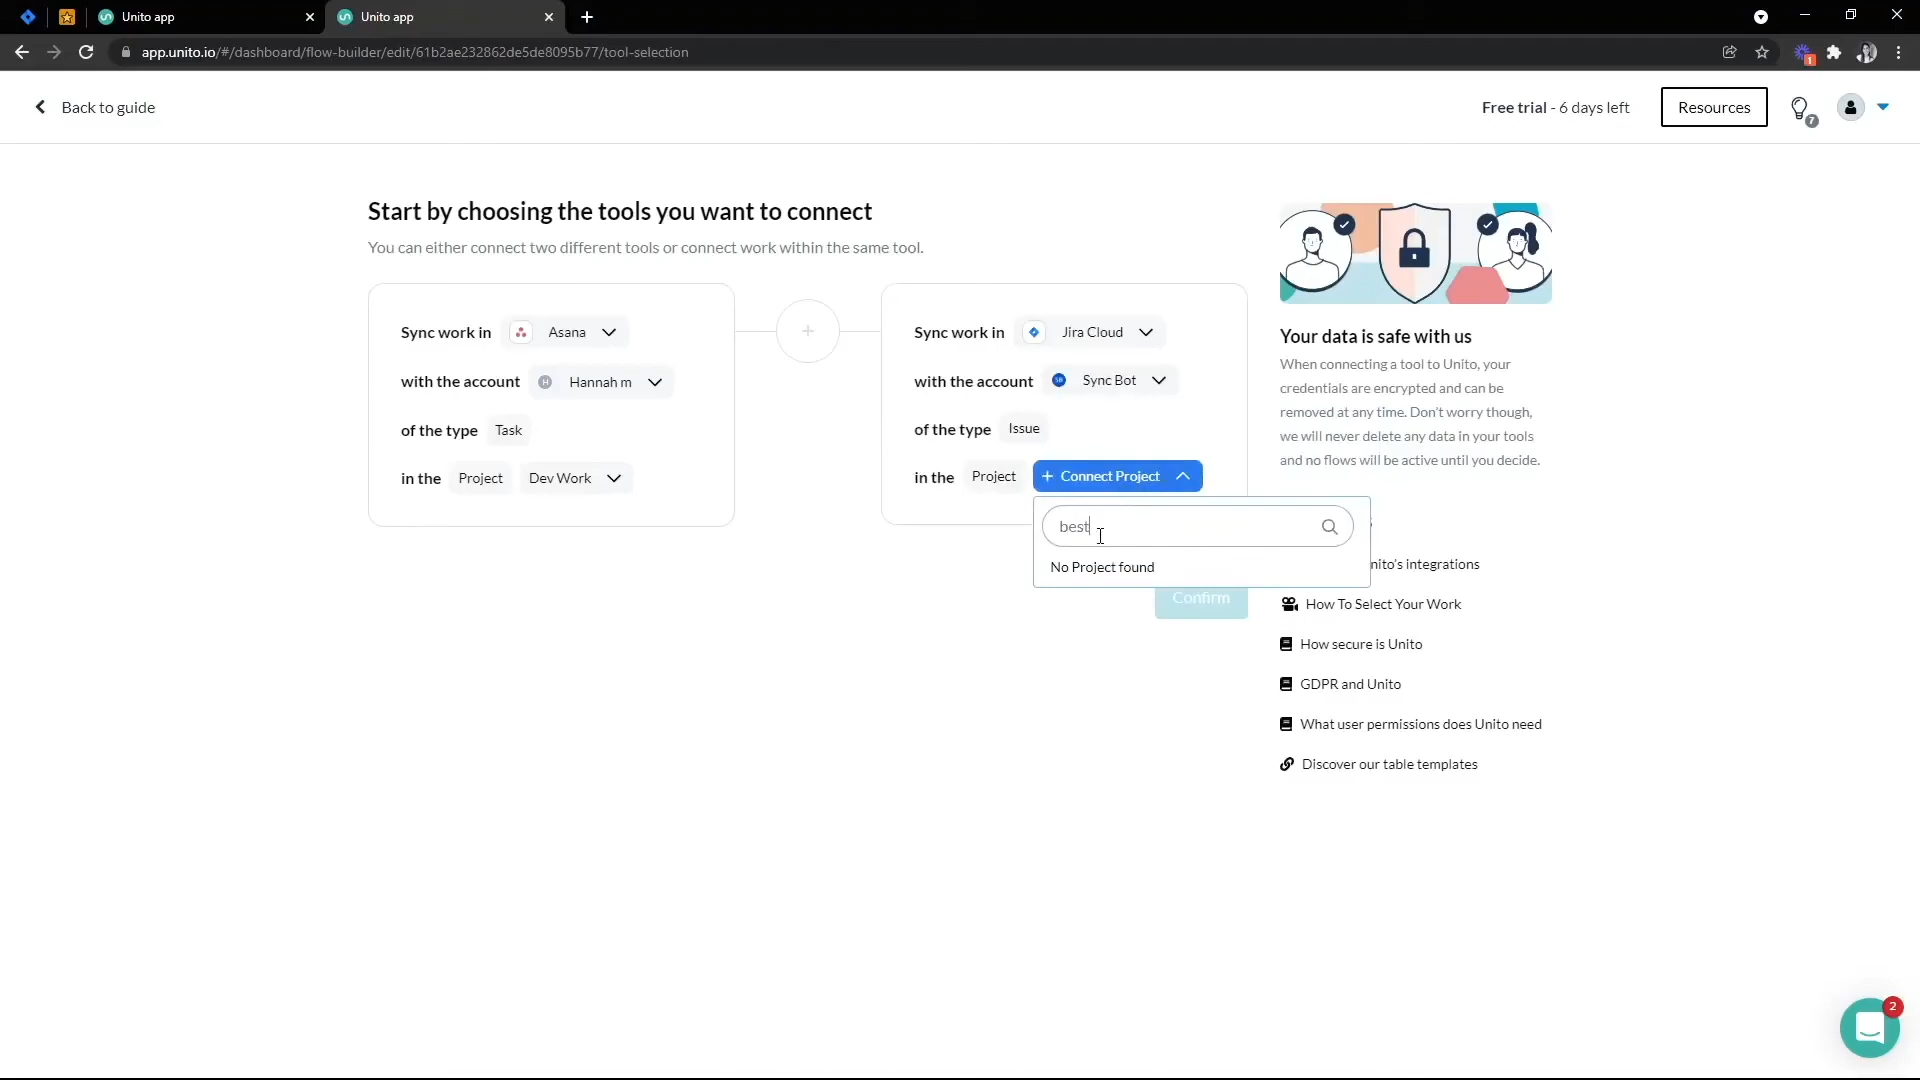 Unito app
Unito app
app.unito.io/#/dashboard/flow-builder/edit/61b2ae232862de5de8095b77/tool-selection
1
Back to guide
Free trial - 6 days left
Resources
7
Start by choosing the tools you want to connect
You can either connect two different tools or connect work within the same tool.
Sync work in Asana
with the account H Hannah m
of the type Task
in the Project Dev Work
+
Sync work in Jira Cloud
with the account SB Sync Bot
of the type Issue
in the Project + Connect Project
best
No Project found
Confirm
Your data is safe with us
When connecting a tool to Unito, your
credentials are encrypted and can be
removed at any time. Don't worry though,
we will never delete any data in your tools
and no flows will be active until you decide.
nito's integrations
How To Select Your Work
How secure is Unito
GDPR and Unito
What user permissions does Unito need
Discover our table templates
2